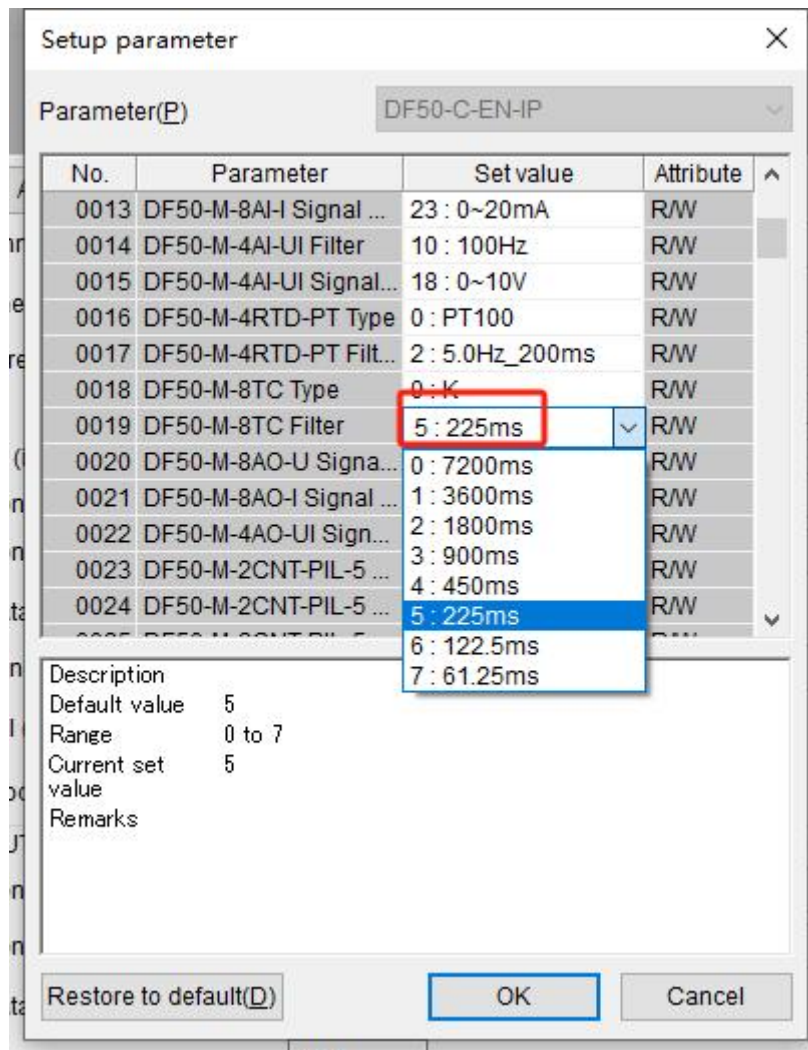 Setup parameter
Parameter(P) DF50-C-EN-IP
No. Parameter Set value Attribute
0013 DF50-M-8AI-I Signal ... 23 : 0~20mA R/W
0014 DF50-M-4AI-UI Filter 10 : 100Hz R/W
0015 DF50-M-4AI-UI Signal... 18 : 0~10V R/W
0016 DF50-M-4RTD-PT Type 0 : PT100 R/W
0017 DF50-M-4RTD-PT Filt... 2 : 5.0Hz_200ms R/W
0018 DF50-M-8TC Type 0 : K R/W
0019 DF50-M-8TC Filter 5 : 225ms R/W
0020 DF50-M-8AO-U Signa... R/W
0021 DF50-M-8AO-I Signal ... R/W
0022 DF50-M-4AO-UI Sign... R/W
0023 DF50-M-2CNT-PIL-5 ... R/W
0024 DF50-M-2CNT-PIL-5 ... R/W
0 : 7200ms
1 : 3600ms
2 : 1800ms
3 : 900ms
4 : 450ms
5 : 225ms
6 : 122.5ms
7 : 61.25ms
Description
Default value 5
Range 0 to 7
Current set 5
value
Remarks
Restore to default(D) OK Cancel